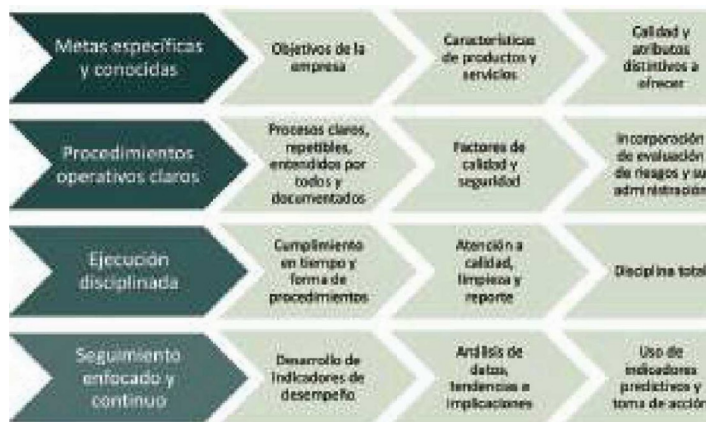 Metas específicas
y conocidas
Objetivos de la
empresa
Características
de productos y
servicios
Calidad y
atributos
distintivos a
ofrecer
Procedimientos
operativos claros
Procesos claros,
repetibles,
entendidos por
todos y
documentados
Factores de
calidad y
seguridad
Incorporación
de evaluación
de riesgos y su
administración
Ejecución
disciplinada
Cumplimiento
en tiempo y
forma de
procedimientos
Atención a
calidad,
limpieza y
reporte
Disciplina total
Seguimiento
enfocado y
continuo
Desarrollo de
indicadores de
desempeño
Análisis de
datos,
tendencias e
implicaciones
Uso de
indicadores
predictivos y
toma de acción